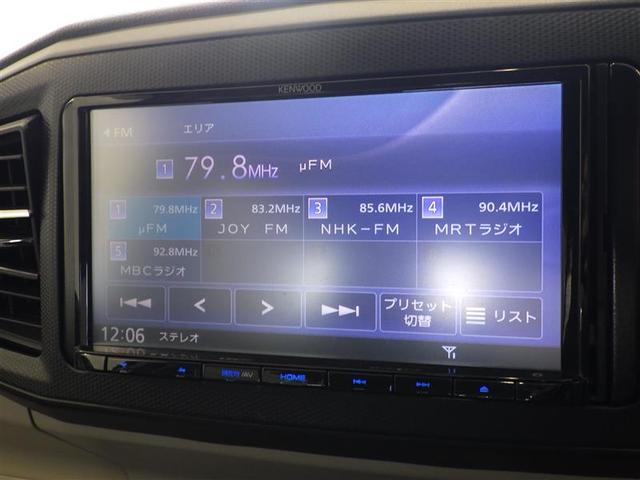 KENWOOD
FM エリア
1 79.8MHz μFM
1 79.8MHz 2 83.2MHz 3 85.6MHz 4 90.4MHz
μFM JOY FM NHK-FM MRTラジオ
5 92.8MHz
MBCラジオ
プリセット切替 リスト
12:06 ステレオ
HOME